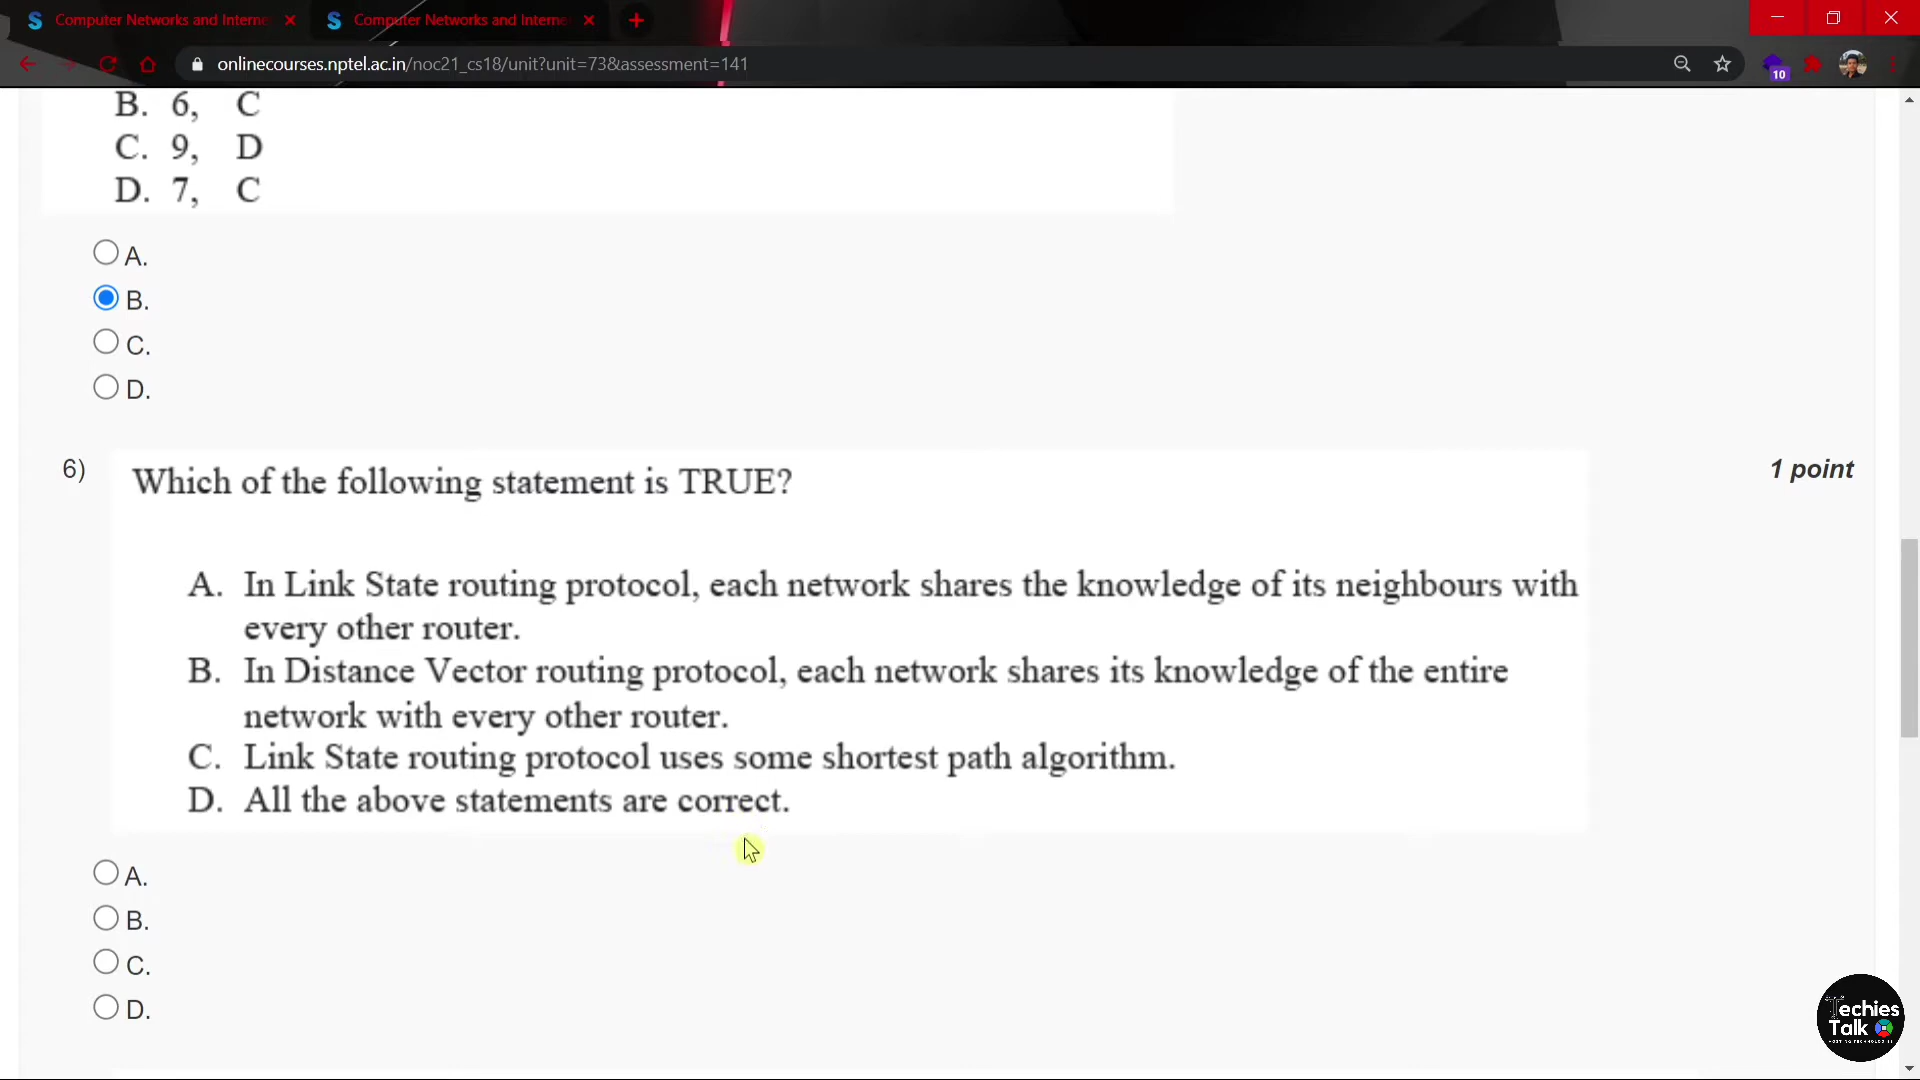 Computer Networks and Interne
Computer Networks and Interne
onlinecourses.nptel.ac.in/noc21_cs18/unit?unit=73&assessment=141
10
B. 6, C
C. 9, D
D. 7, C
A.
B.
C.
D.
6)
Which of the following statement is TRUE?
1 point
A. In Link State routing protocol, each network shares the knowledge of its neighbours with
every other router.
B. In Distance Vector routing protocol, each network shares its knowledge of the entire
network with every other router.
C. Link State routing protocol uses some shortest path algorithm.
D. All the above statements are correct.
A.
B.
C.
D.
Techies
Talk